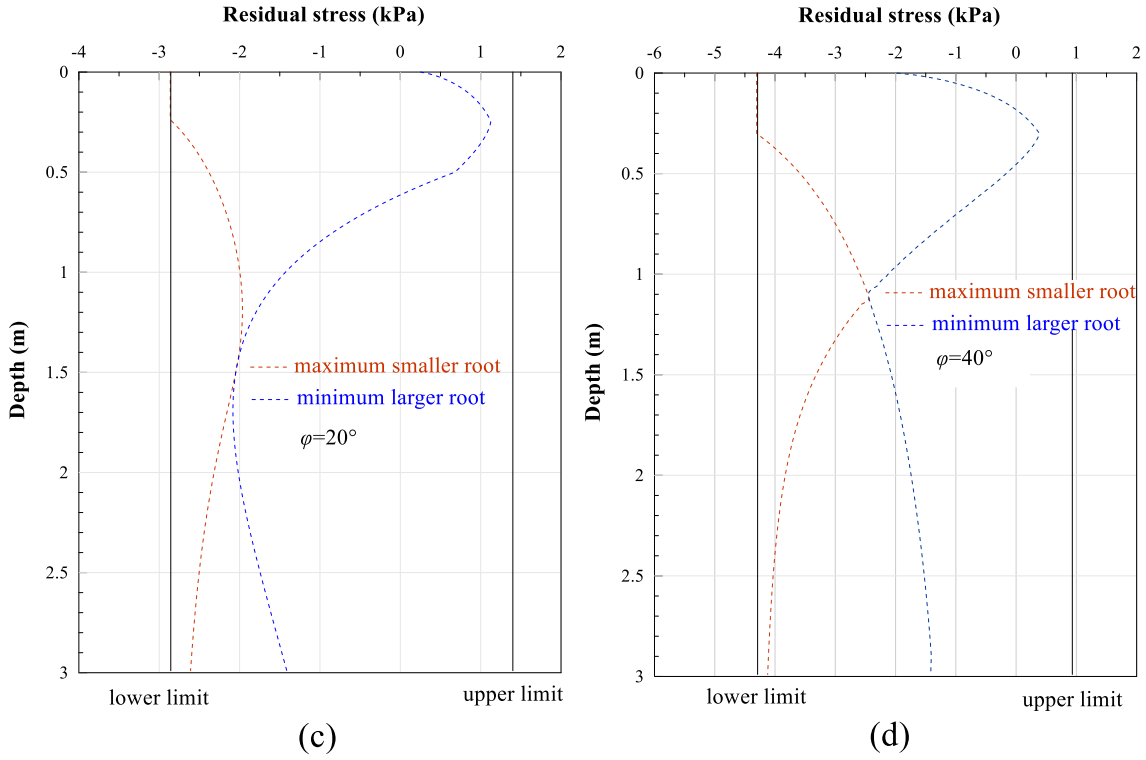 Residual stress (kPa)
-4 -3 -2 -1 0 1 2
0
0.5
1
1.5
2
2.5
3
Depth (m)
maximum smaller root
minimum larger root
φ=20°
lower limit
upper limit
(c)
Residual stress (kPa)
-6 -5 -4 -3 -2 -1 0 1 2
0
0.5
1
1.5
2
2.5
3
Depth (m)
maximum smaller root
minimum larger root
φ=40°
lower limit
upper limit
(d)